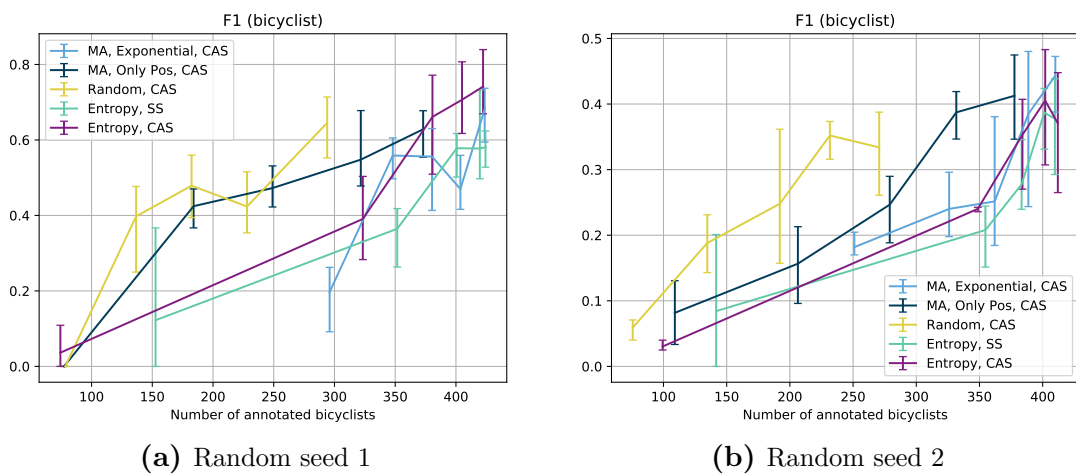 F1 (bicyclist)
0.8
0.6
0.4
0.2
0.0
MA, Exponential, CAS
MA, Only Pos, CAS
Random, CAS
Entropy, SS
Entropy, CAS
100 150 200 250 300 350 400
Number of annotated bicyclists
(a) Random seed 1
F1 (bicyclist)
0.5
0.4
0.3
0.2
0.1
0.0
MA, Exponential, CAS
MA, Only Pos, CAS
Random, CAS
Entropy, SS
Entropy, CAS
100 150 200 250 300 350 400
Number of annotated bicyclists
(b) Random seed 2